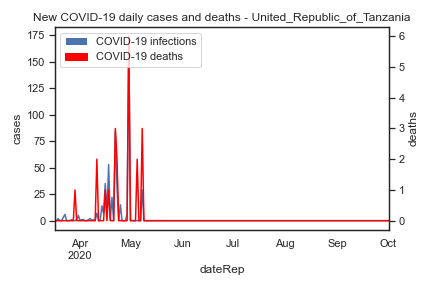 New COVID-19 daily cases and deaths - United_Republic_of_Tanzania
COVID-19 infections
COVID-19 deaths
175
150
125
100
75
50
25
0
cases
6
5
4
3
2
1
0
deaths
Apr
2020
May
Jun
Jul
Aug
Sep
Oct
dateRep